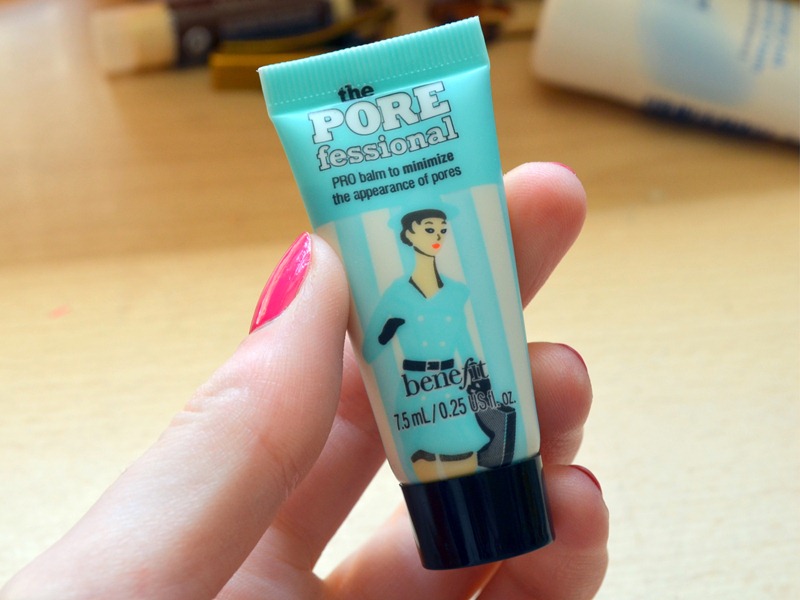 the
PORE
fessional
PRO balm to minimize
the appearance of pores
benefit
7.5 mL/0.25 US fl. oz.